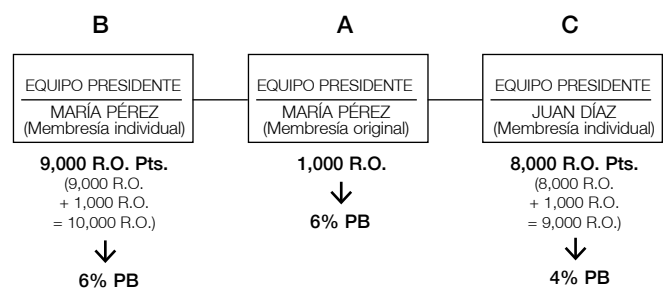 B
EQUIPO PRESIDENTE
MARÍA PÉREZ
(Membresía individual)
9,000 R.O. Pts.
(9,000 R.O.
+ 1,000 R.O.
= 10,000 R.O.)
6% PB
A
EQUIPO PRESIDENTE
MARÍA PÉREZ
(Membresía original)
1,000 R.O.
6% PB
C
EQUIPO PRESIDENTE
JUAN DÍAZ
(Membresía individual)
8,000 R.O. Pts.
(8,000 R.O.
+ 1,000 R.O.
= 9,000 R.O.)
4% PB